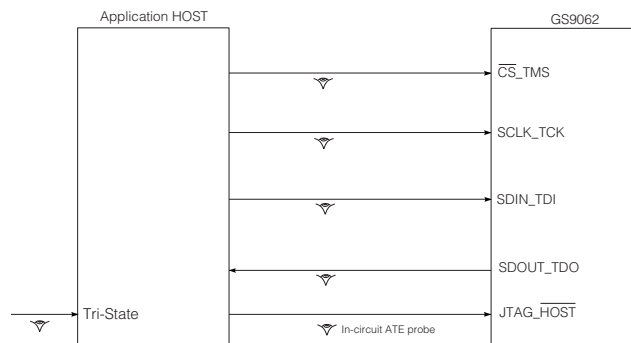 Application HOST
GS9062
CS_TMS
SCLK_TCK
SDIN_TDI
SDOUT_TDO
Tri-State
JTAG_HOST
In-circuit ATE probe